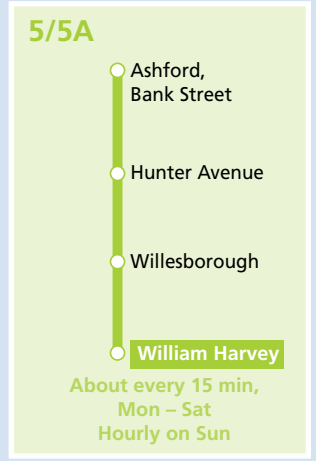 5/5A
Ashford,
Bank Street
Hunter Avenue
Willesborough
William Harvey
About every 15 min,
Mon – Sat
Hourly on Sun